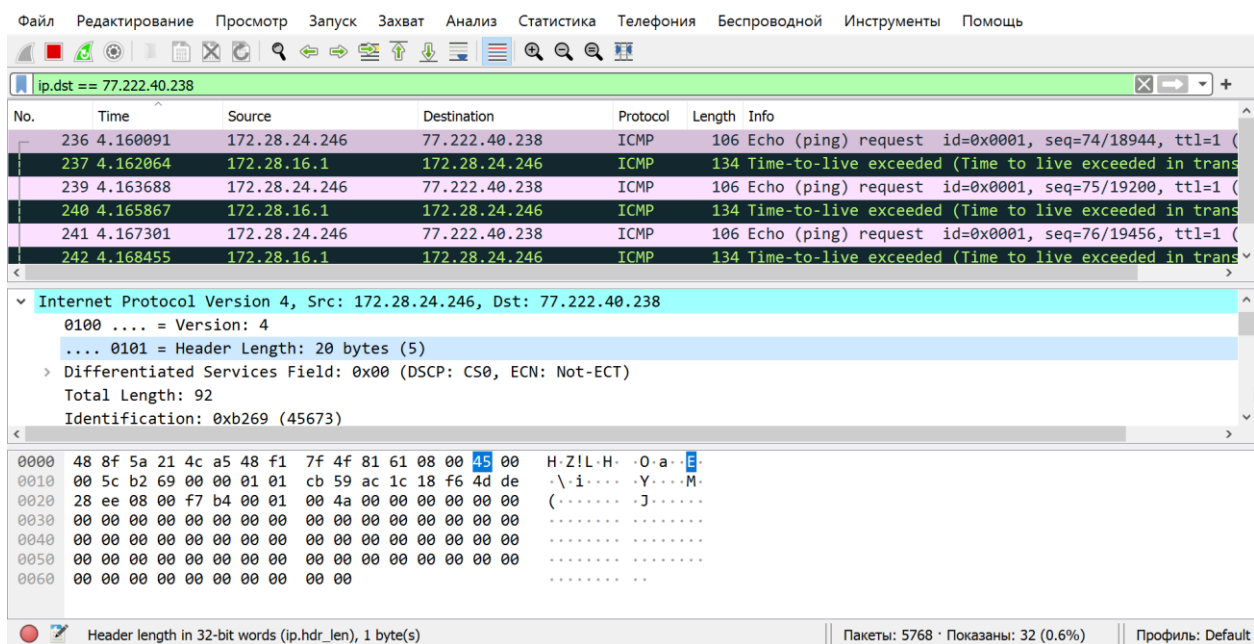 Файл Редактирование Просмотр Запуск Захват Анализ Статистика Телефония Беспроводной Инструменты Помощь
ip.dst == 77.222.40.238
No. Time Source Destination Protocol Length Info
236 4.160091 172.28.24.246 77.222.40.238 ICMP 106 Echo (ping) request id=0x0001, seq=74/18944, ttl=1 (
237 4.162064 172.28.16.1 172.28.24.246 ICMP 134 Time-to-live exceeded (Time to live exceeded in trans
239 4.163688 172.28.24.246 77.222.40.238 ICMP 106 Echo (ping) request id=0x0001, seq=75/19200, ttl=1 (
240 4.165867 172.28.16.1 172.28.24.246 ICMP 134 Time-to-live exceeded (Time to live exceeded in trans
241 4.167301 172.28.24.246 77.222.40.238 ICMP 106 Echo (ping) request id=0x0001, seq=76/19456, ttl=1 (
242 4.168455 172.28.16.1 172.28.24.246 ICMP 134 Time-to-live exceeded (Time to live exceeded in trans
Internet Protocol Version 4, Src: 172.28.24.246, Dst: 77.222.40.238
0100 .... = Version: 4
.... 0101 = Header Length: 20 bytes (5)
Differentiated Services Field: 0x00 (DSCP: CS0, ECN: Not-ECT)
Total Length: 92
Identification: 0xb269 (45673)
0000 48 8f 5a 21 4c a5 48 f1 7f 4f 81 61 08 00 45 00 H·Z!L·H· ·O·a··E·
0010 00 5c b2 69 00 00 01 01 cb 59 ac 1c 18 f6 4d de ·\·i···· ·Y····M·
0020 28 ee 08 00 f7 b4 00 01 00 4a 00 00 00 00 00 00 (······· ·J······
0030 00 00 00 00 00 00 00 00 00 00 00 00 00 00 00 00 ········ ········
0040 00 00 00 00 00 00 00 00 00 00 00 00 00 00 00 00 ········ ········
0050 00 00 00 00 00 00 00 00 00 00 00 00 00 00 00 00 ········ ········
0060 00 00 00 00 00 00 00 00 00 00 ········ ··
Header length in 32-bit words (ip.hdr_len), 1 byte(s) Пакеты: 5768 · Показаны: 32 (0.6%) Профиль: Default